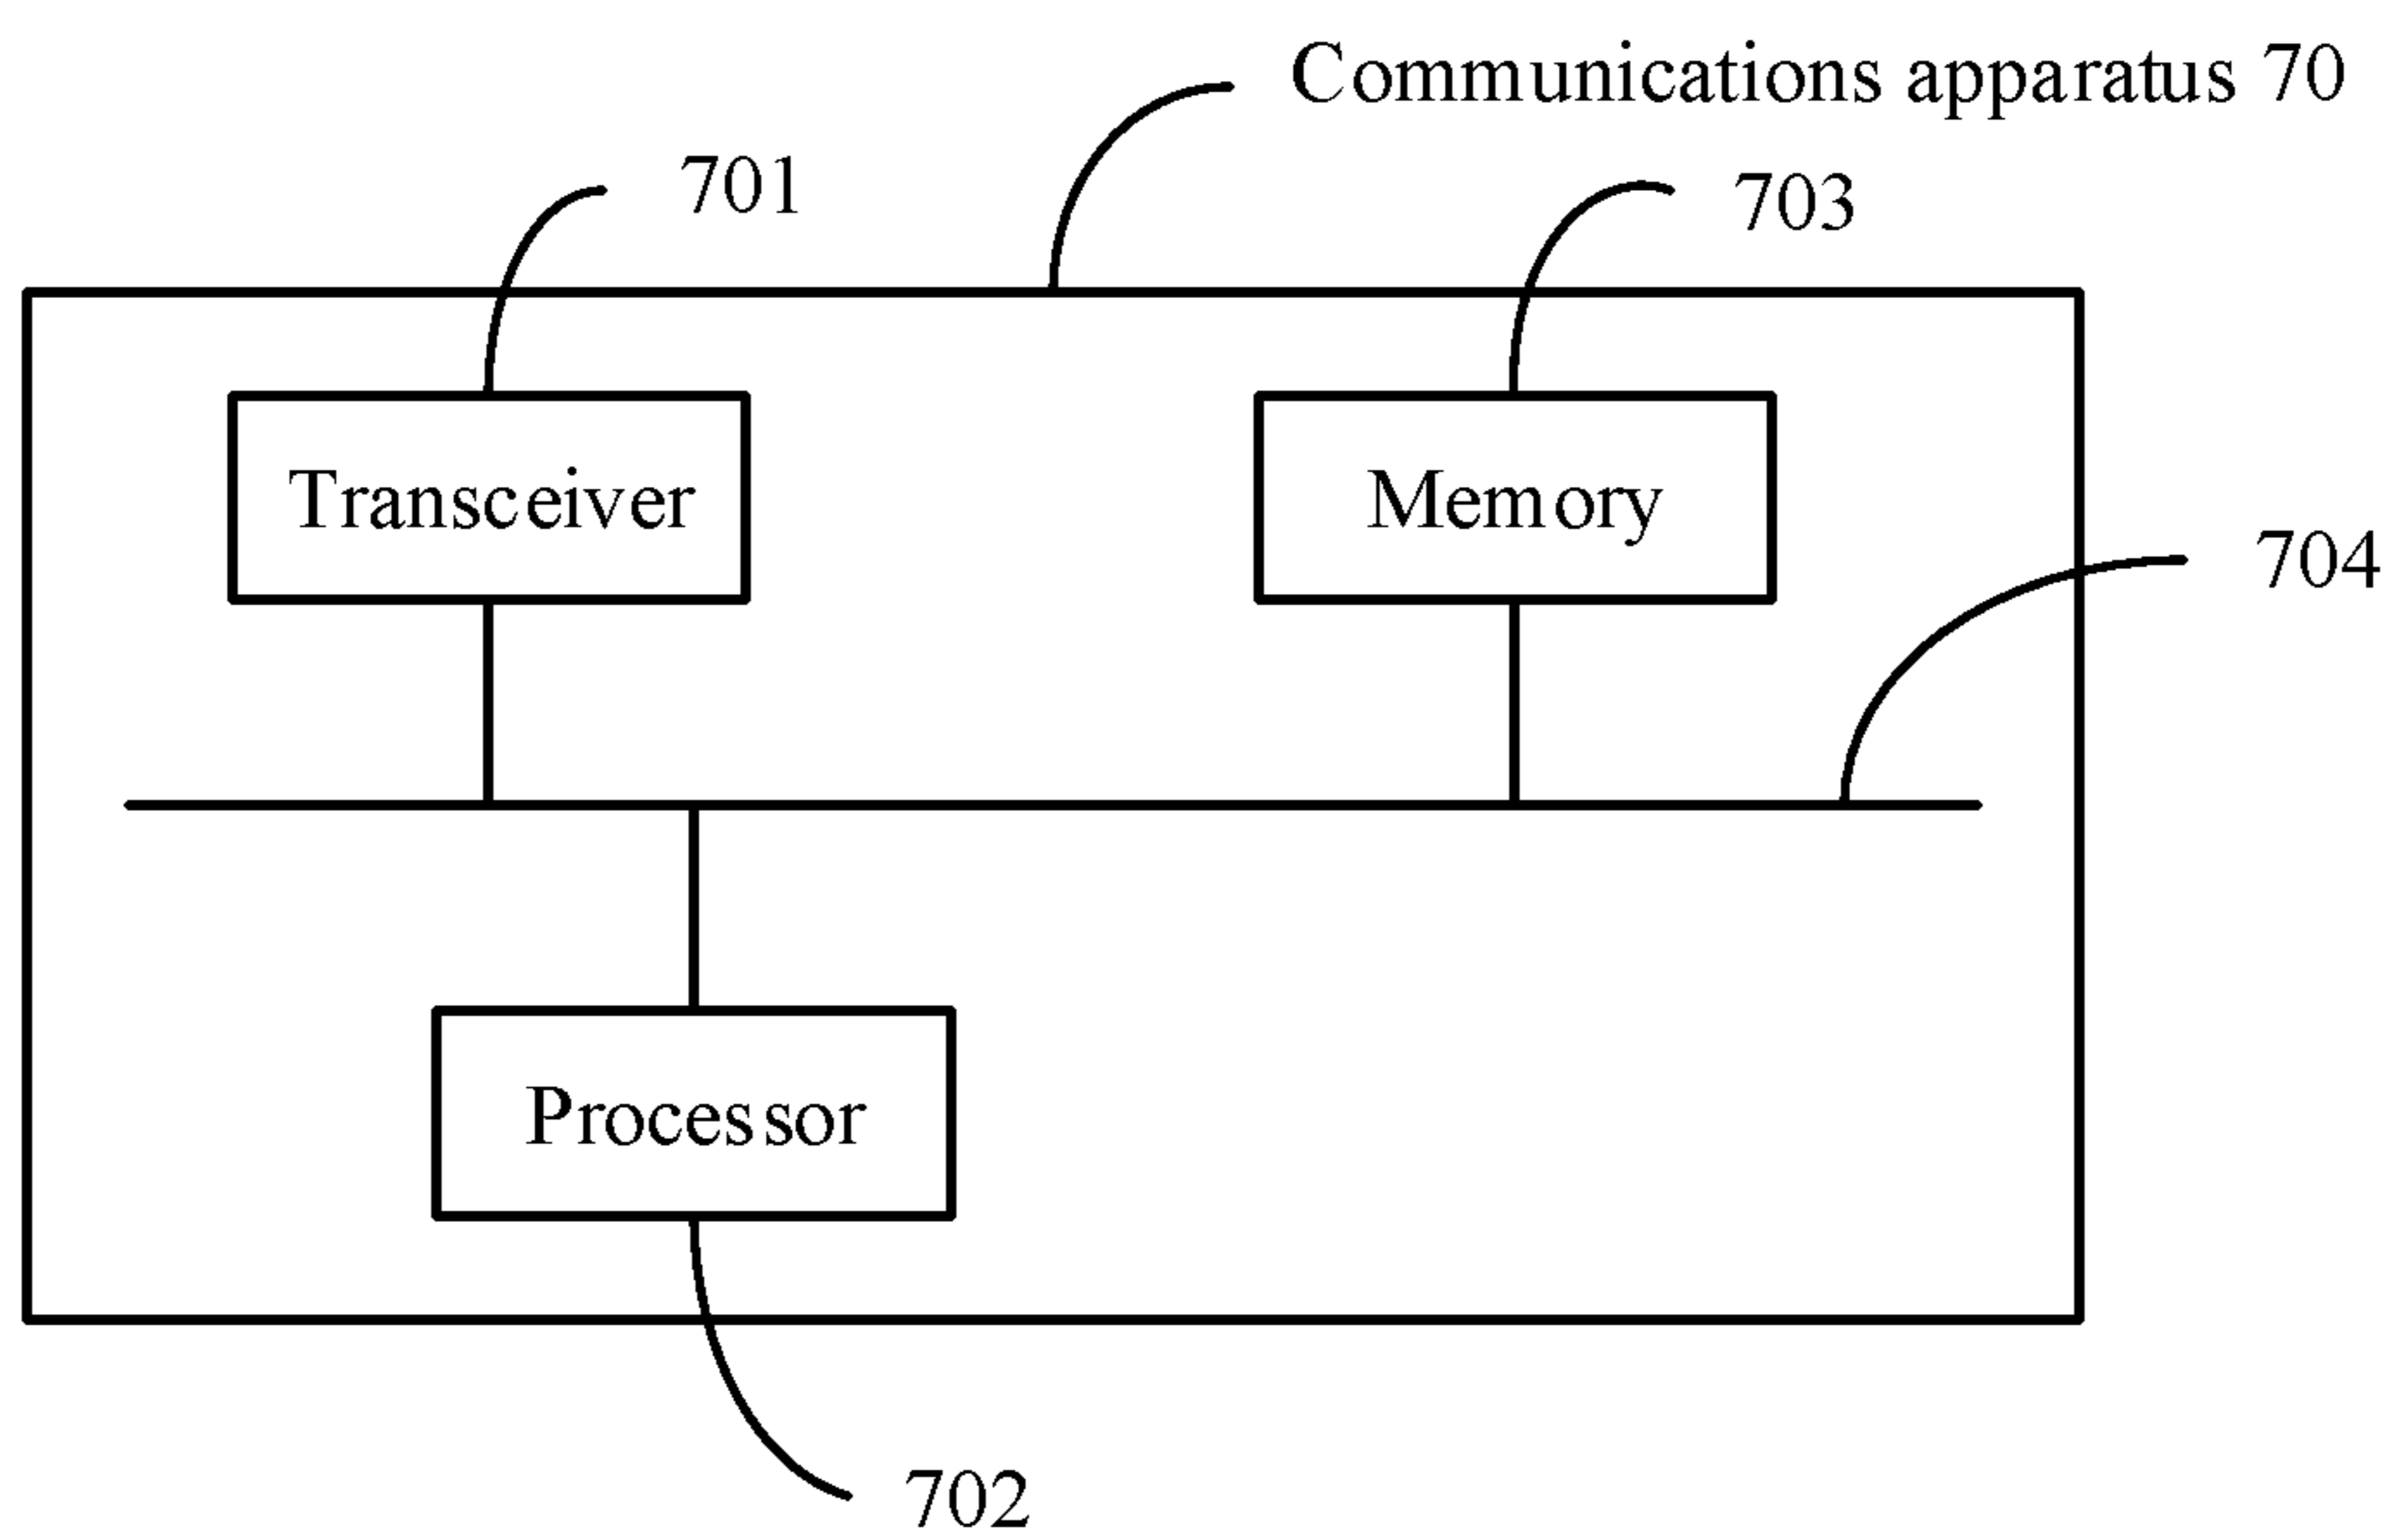 Communications apparatus 70
701
703
Transceiver
Memory
704
Processor
702